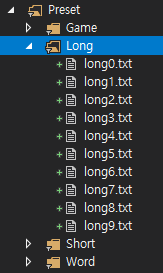 Preset
Game
Long
long0.txt
long1.txt
long2.txt
long3.txt
long4.txt
long5.txt
long6.txt
long7.txt
long8.txt
long9.txt
Short
Word